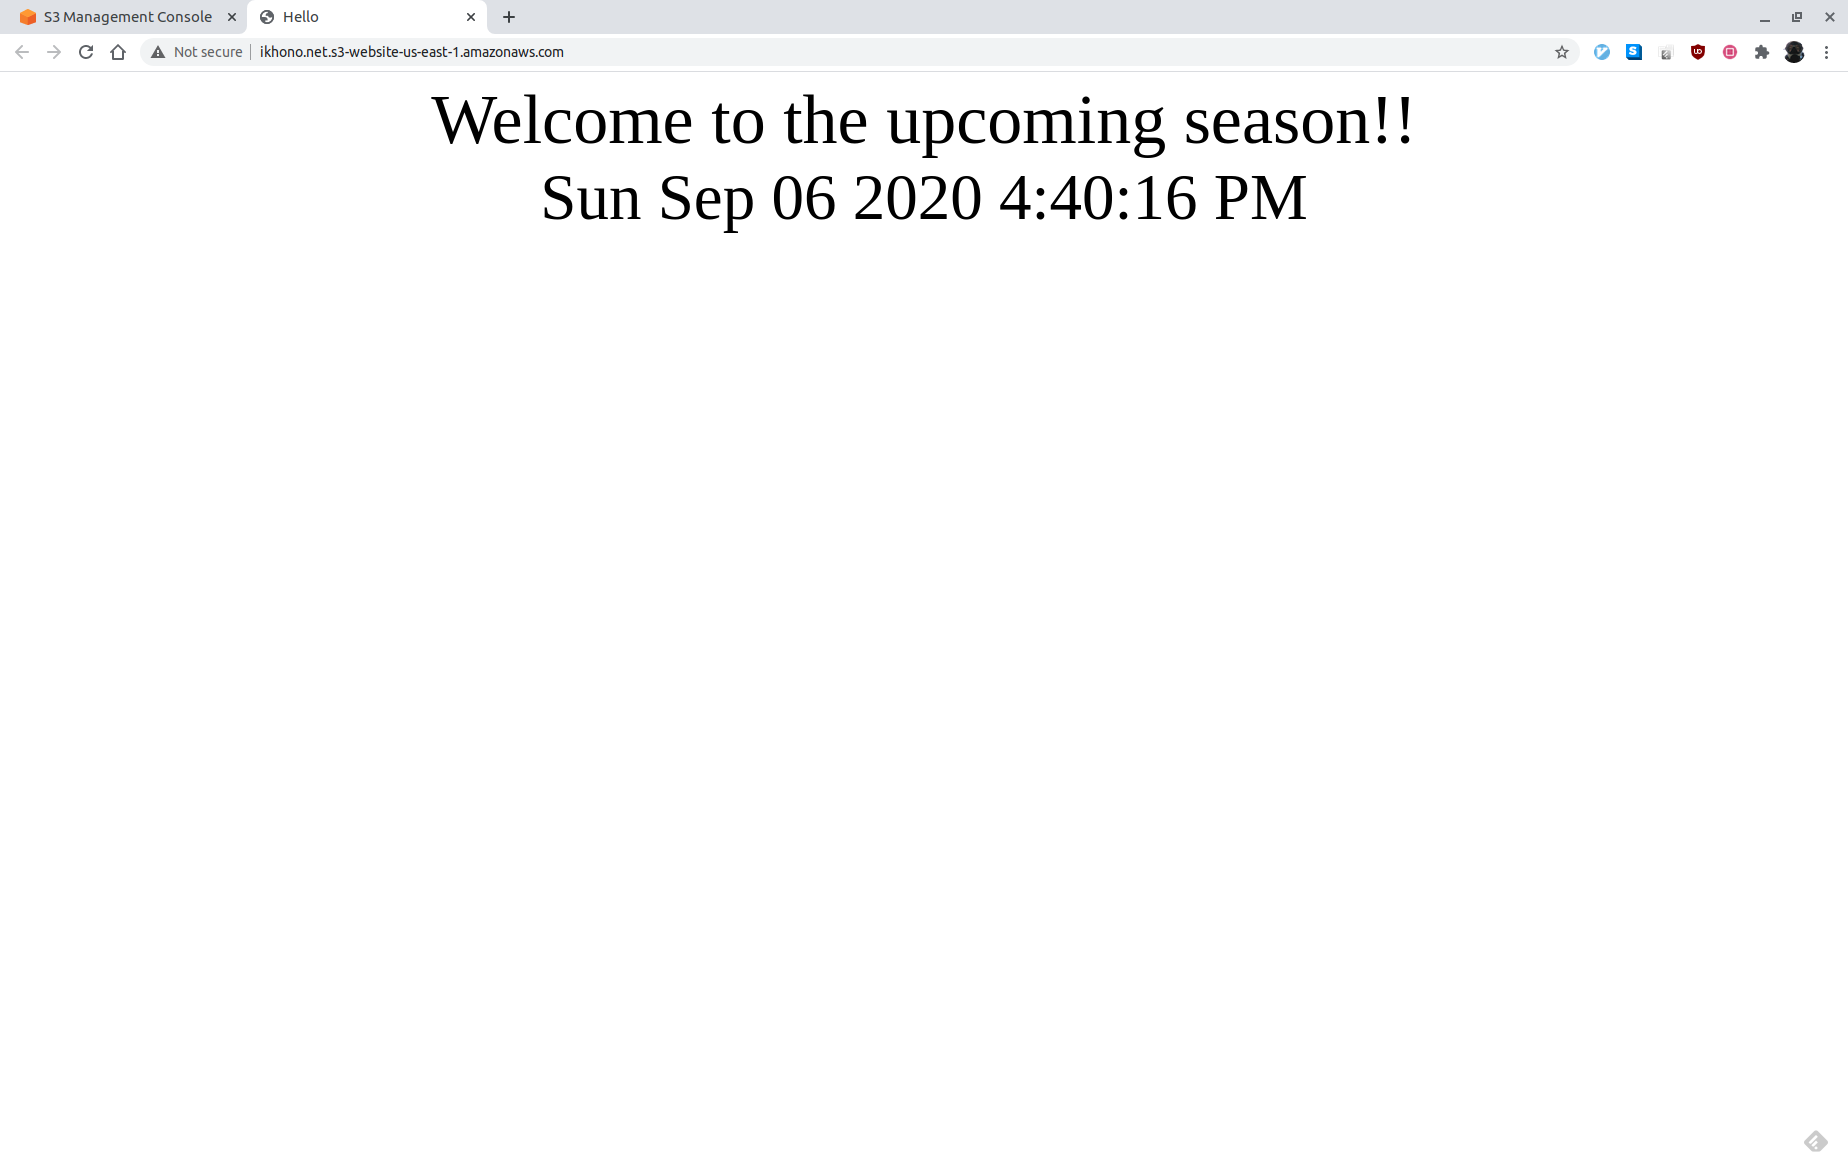 S3 Management Console
Hello
Not secure
ikhono.net.s3-website-us-east-1.amazonaws.com
Welcome to the upcoming season!!
Sun Sep 06 2020 4:40:16 PM